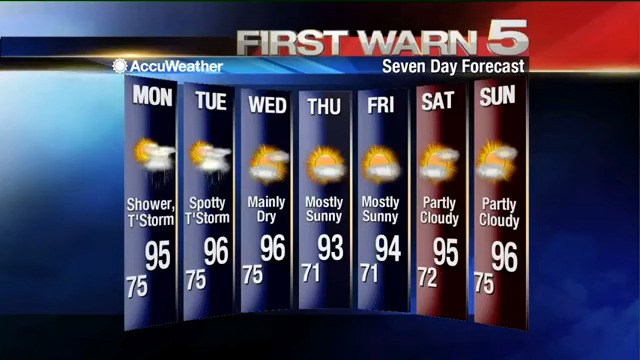 FIRST WARN 5
AccuWeather
Seven Day Forecast
MON
Shower,
T'Storm
95
75
TUE
Spotty
T'Storm
96
75
WED
Mainly
Dry
96
75
THU
Mostly
Sunny
93
71
FRI
Mostly
Sunny
94
71
SAT
Partly
Cloudy
95
72
SUN
Partly
Cloudy
96
75